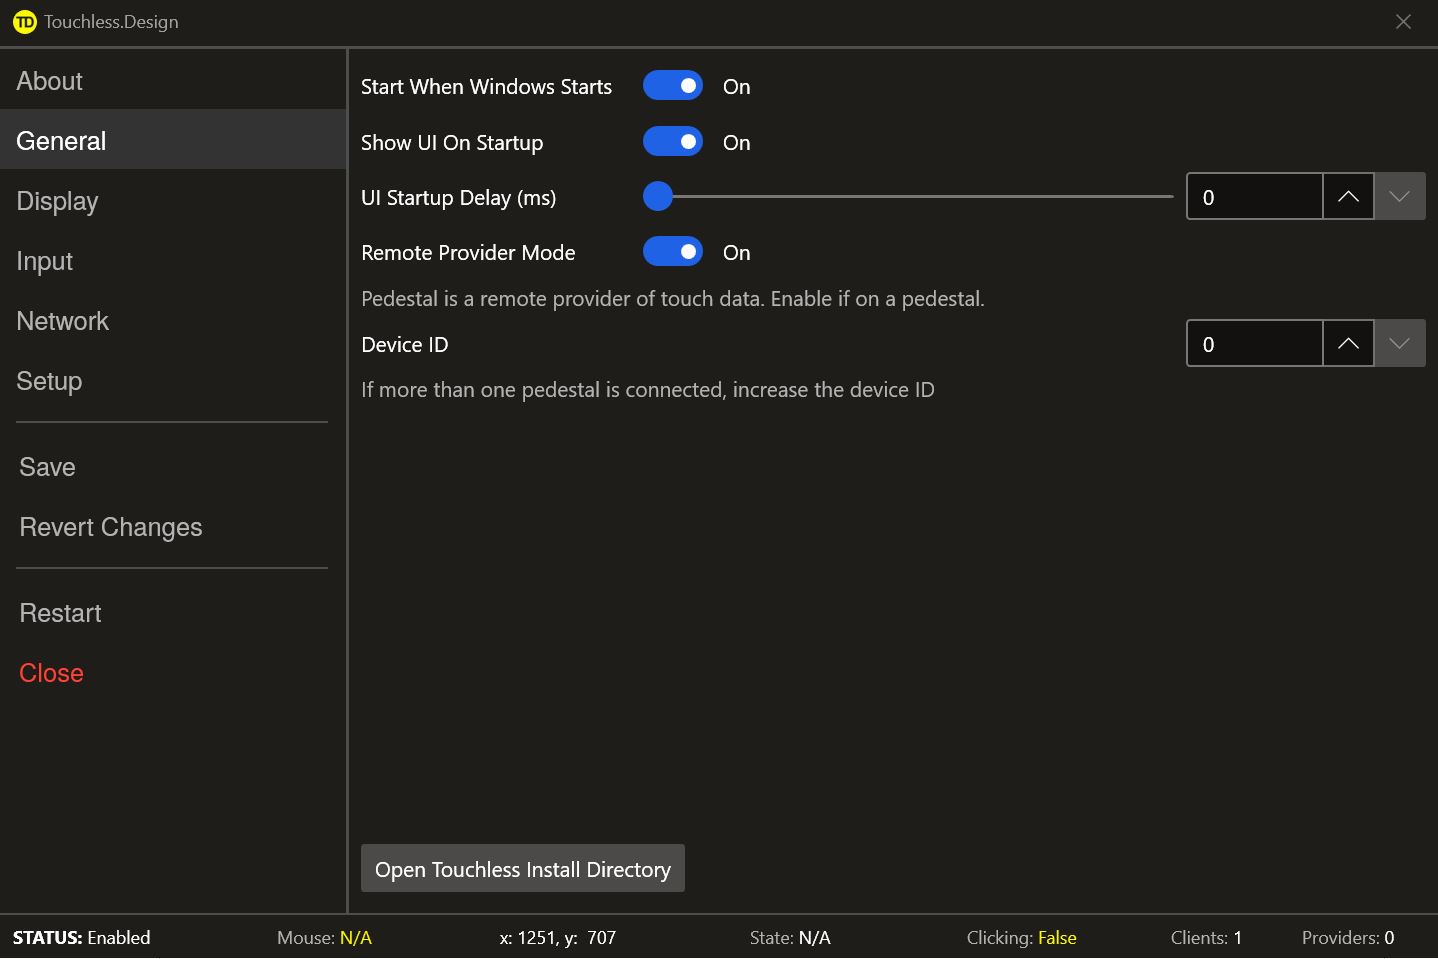 TD Touchless.Design
About
General
Display
Input
Network
Setup
Save
Revert Changes
Restart
Close
Start When Windows Starts On
Show UI On Startup On
UI Startup Delay (ms) 0
Remote Provider Mode On
Pedestal is a remote provider of touch data. Enable if on a pedestal.
Device ID 0
If more than one pedestal is connected, increase the device ID
Open Touchless Install Directory
STATUS: Enabled Mouse: N/A x: 1251, y: 707 State: N/A Clicking: False Clients: 1 Providers: 0